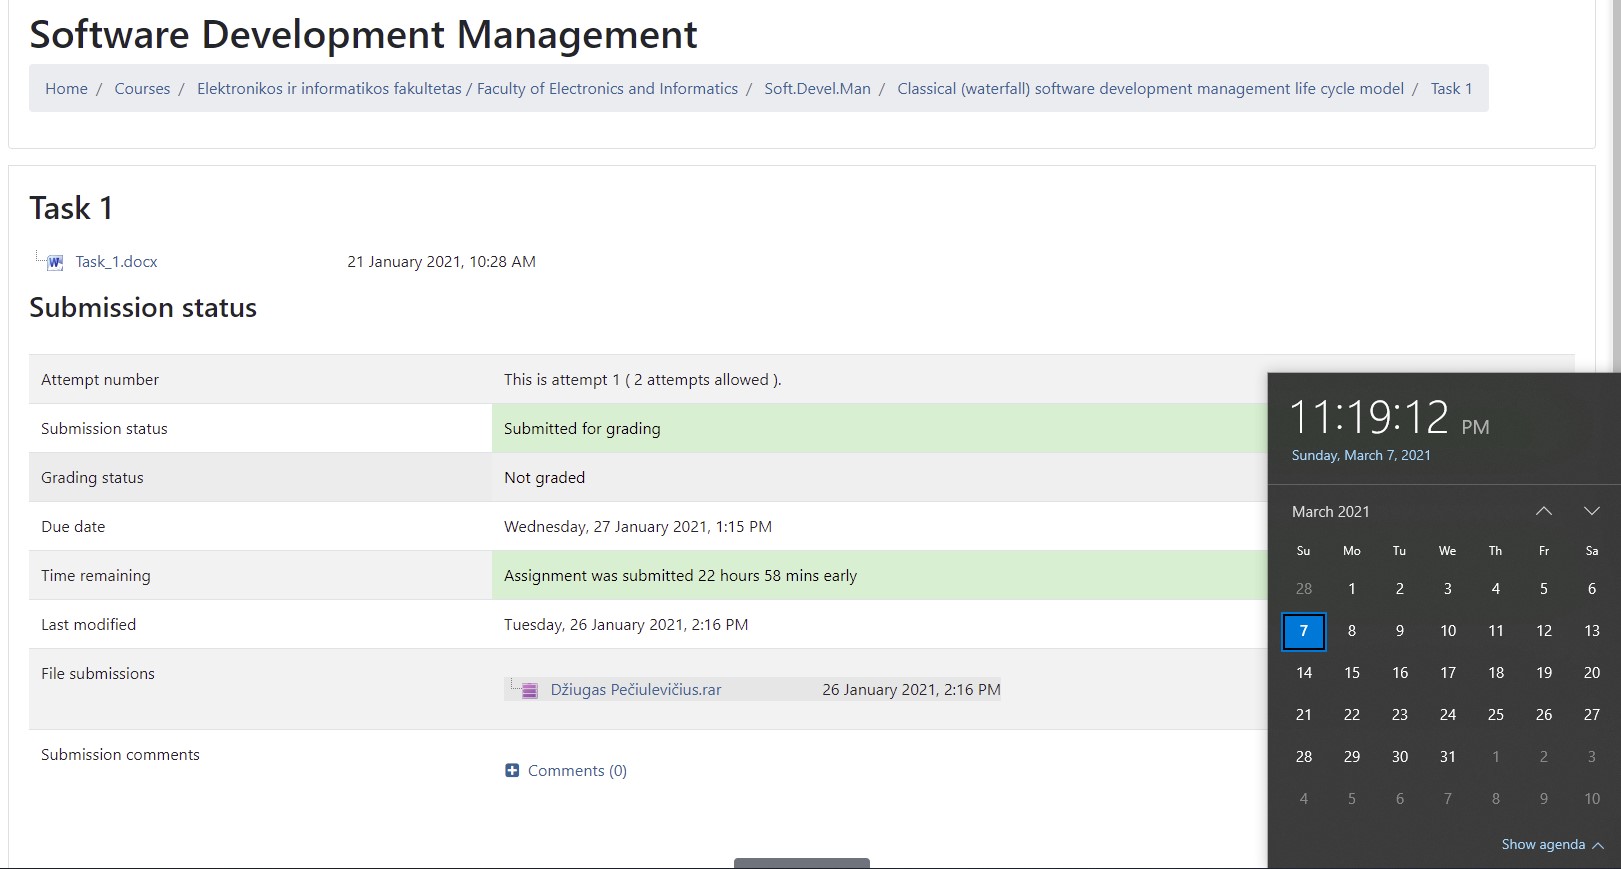 Software Development Management
Home / Courses / Elektronikos ir informatikos fakultetas / Faculty of Electronics and Informatics / Soft.Devel.Man / Classical (waterfall) software development management life cycle model / Task 1
Task 1
Task_1.docx 21 January 2021, 10:28 AM
Submission status
Attempt number This is attempt 1 ( 2 attempts allowed ).
Submission status Submitted for grading
Grading status Not graded
Due date Wednesday, 27 January 2021, 1:15 PM
Time remaining Assignment was submitted 22 hours 58 mins early
Last modified Tuesday, 26 January 2021, 2:16 PM
File submissions
Džiugas Pečiulevičius.rar 26 January 2021, 2:16 PM
Submission comments
Comments (0)
11:19:12 PM
Sunday, March 7, 2021
March 2021
Su Mo Tu We Th Fr Sa
28 1 2 3 4 5 6
7 8 9 10 11 12 13
14 15 16 17 18 19 20
21 22 23 24 25 26 27
28 29 30 31 1 2 3
4 5 6 7 8 9 10
Show agenda